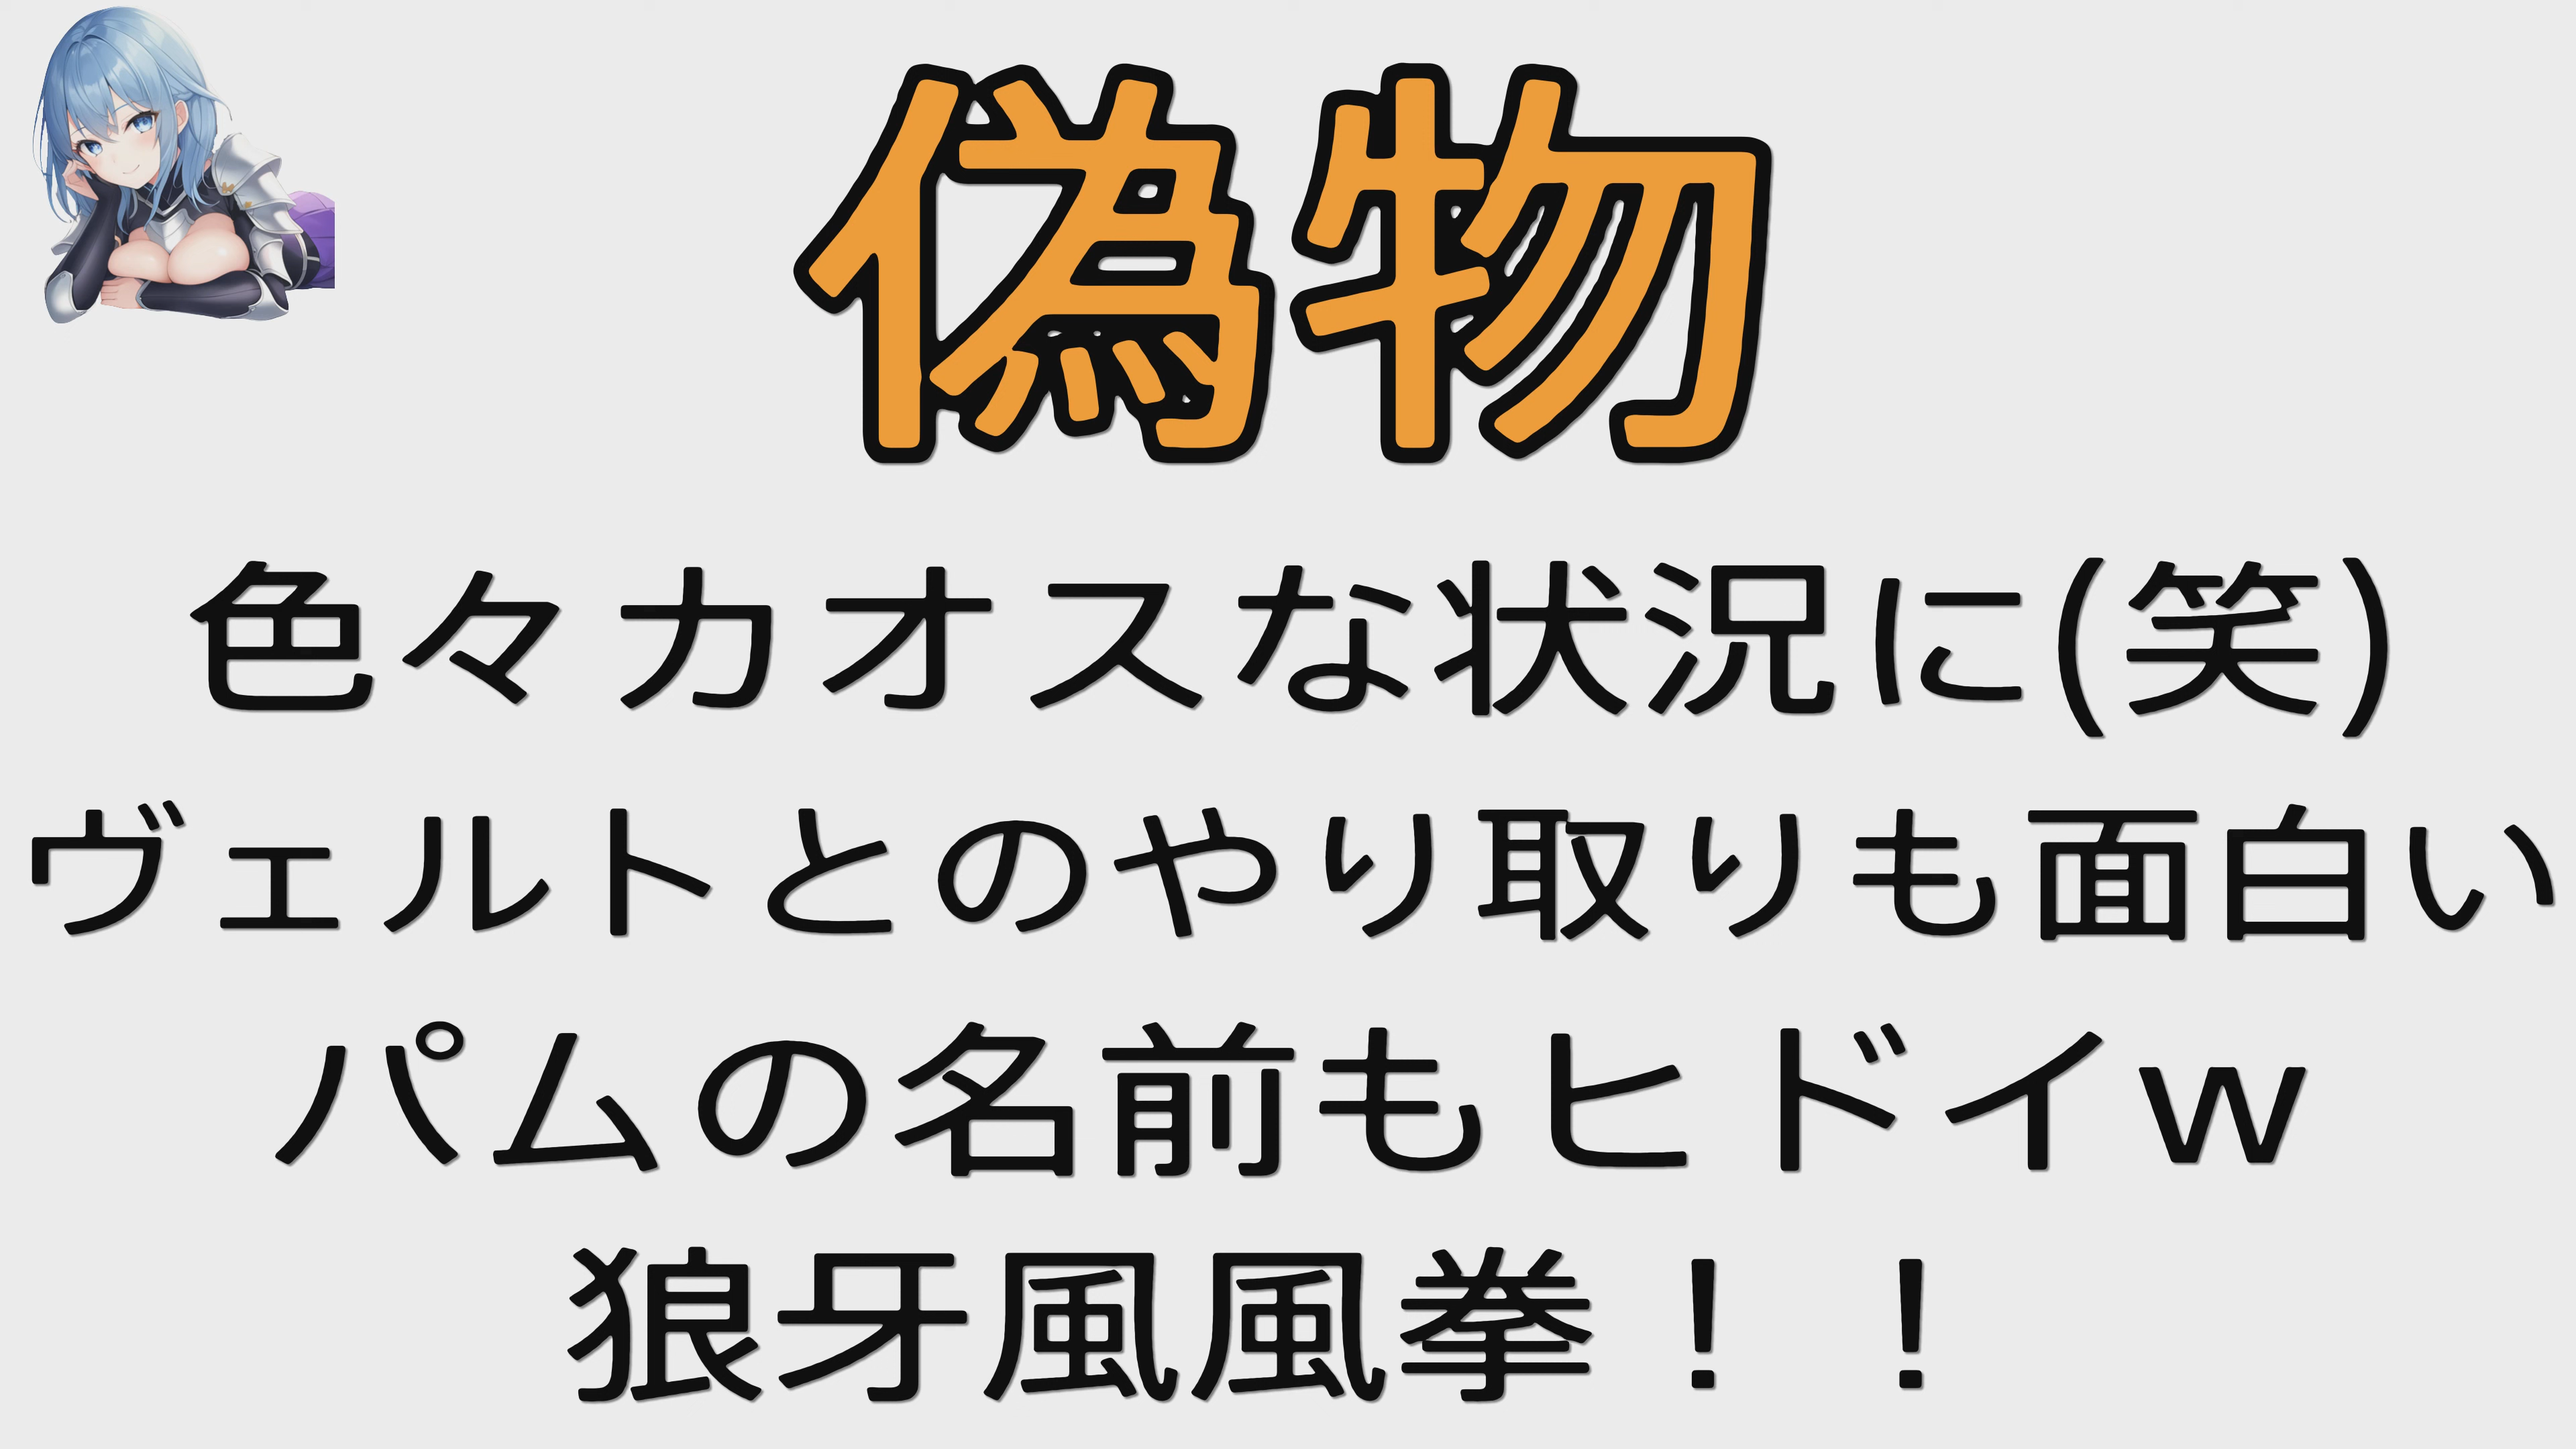 偽物
色々カオスな状況に(笑)
ヴェルトとのやり取りも面白い
パムの名前もヒドイw
狼牙風風拳！！